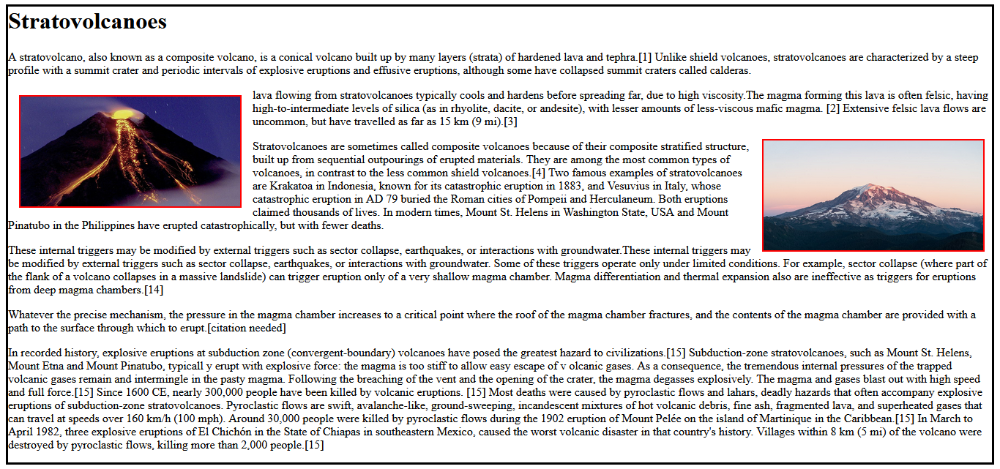 Stratovolcanoes
A stratovolcano, also known as a composite volcano, is a conical volcano built up by many layers (strata) of hardened lava and tephra.[1] Unlike shield volcanoes, stratovolcanoes are characterized by a steep
profile with a summit crater and periodic intervals of explosive eruptions and effusive eruptions, although some have collapsed summit craters called calderas.
lava flowing from stratovolcanoes typically cools and hardens before spreading far, due to high viscosity.The magma forming this lava is often felsic, having
high-to-intermediate levels of silica (as in rhyolite, dacite, or andesite), with lesser amounts of less-viscous mafic magma. [2] Extensive felsic lava flows are
uncommon, but have travelled as far as 15 km (9 mi).[3]
Stratovolcanoes are sometimes called composite volcanoes because of their composite stratified structure,
built up from sequential outpourings of erupted materials. They are among the most common types of
volcanoes, in contrast to the less common shield volcanoes.[4] Two famous examples of stratovolcanoes
are Krakatoa in Indonesia, known for its catastrophic eruption in 1883, and Vesuvius in Italy, whose
catastrophic eruption in AD 79 buried the Roman cities of Pompeii and Herculaneum. Both eruptions
claimed thousands of lives. In modern times, Mount St. Helens in Washington State, USA and Mount
Pinatubo in the Philippines have erupted catastrophically, but with fewer deaths.
These internal triggers may be modified by external triggers such as sector collapse, earthquakes, or interactions with groundwater.These internal triggers may
be modified by external triggers such as sector collapse, earthquakes, or interactions with groundwater. Some of these triggers operate only under limited conditions. For example, sector collapse (where part of
the flank of a volcano collapses in a massive landslide) can trigger eruption only of a very shallow magma chamber. Magma differentiation and thermal expansion also are ineffective as triggers for eruptions
from deep magma chambers.[14]
Whatever the precise mechanism, the pressure in the magma chamber increases to a critical point where the roof of the magma chamber fractures, and the contents of the magma chamber are provided with a
path to the surface through which to erupt.[citation needed]
In recorded history, explosive eruptions at subduction zone (convergent-boundary) volcanoes have posed the greatest hazard to civilizations.[15] Subduction-zone stratovolcanoes, such as Mount St. Helens,
Mount Etna and Mount Pinatubo, typicall y erupt with explosive force: the magma is too stiff to allow easy escape of v olcanic gases. As a consequence, the tremendous internal pressures of the trapped
volcanic gases remain and intermingle in the pasty magma. Following the breaching of the vent and the opening of the crater, the magma degasses explosively. The magma and gases blast out with high speed
and full force.[15] Since 1600 CE, nearly 300,000 people have been killed by volcanic eruptions. [15] Most deaths were caused by pyroclastic flows and lahars, deadly hazards that often accompany explosive
eruptions of subduction-zone stratovolcanoes. Pyroclastic flows are swift, avalanche-like, ground-sweeping, incandescent mixtures of hot volcanic debris, fine ash, fragmented lava, and superheated gases that
can travel at speeds over 160 km/h (100 mph). Around 30,000 people were killed by pyroclastic flows during the 1902 eruption of Mount Pelée on the island of Martinique in the Caribbean.[15] In March to
April 1982, three explosive eruptions of El Chichón in the State of Chiapas in southeastern Mexico, caused the worst volcanic disaster in that country's history. Villages within 8 km (5 mi) of the volcano were
destroyed by pyroclastic flows, killing more than 2,000 people.[15]